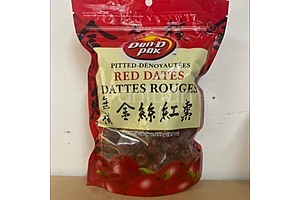 Dan-D
pak
PITTED-DÉNOYAUTÉES
RED DATES
DATTES ROUGES
無核
金絲紅棗